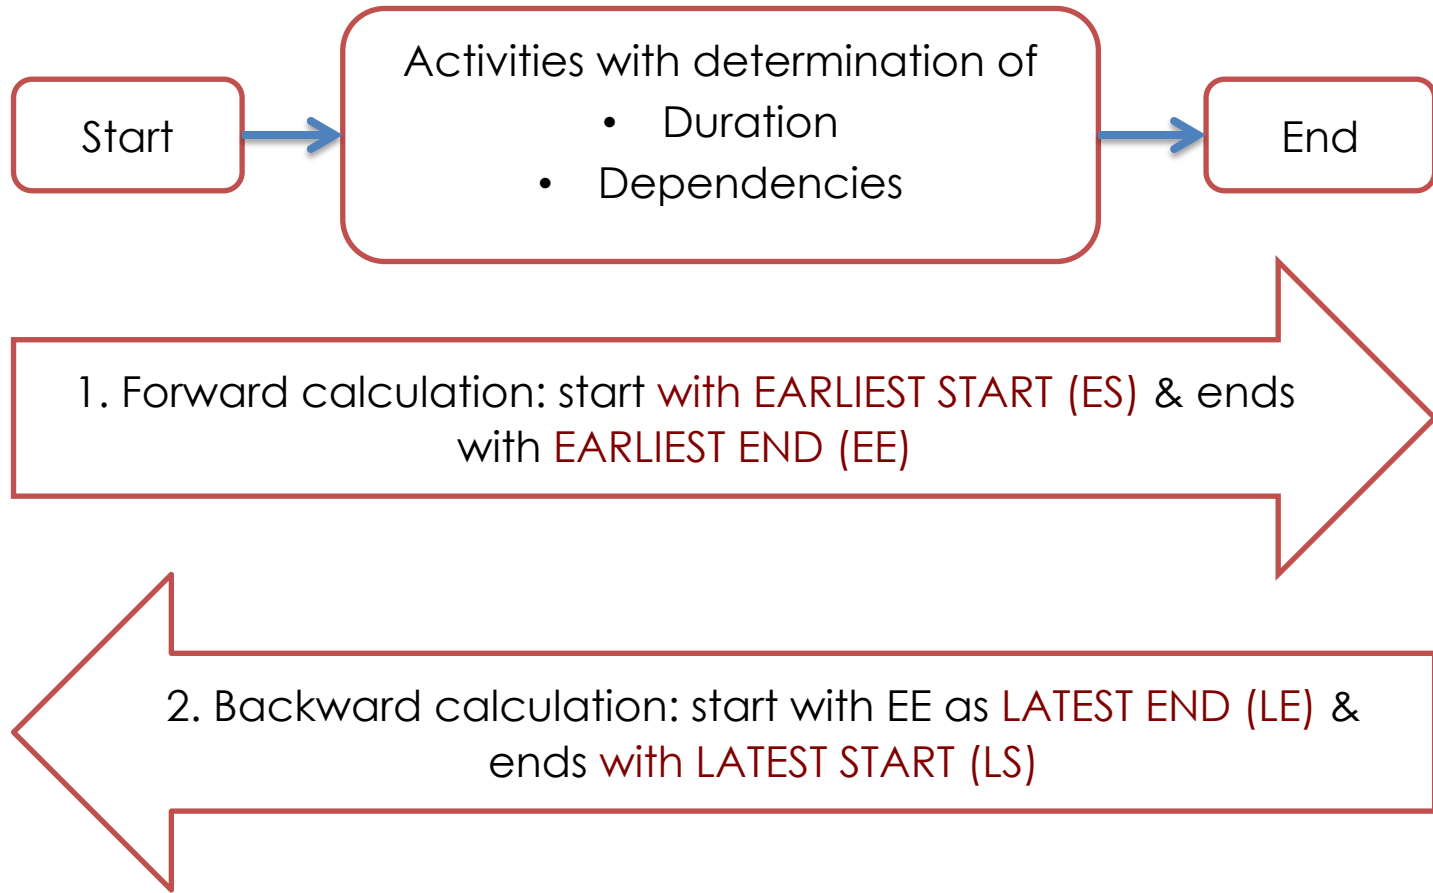 Start
Activities with determination of
• Duration
• Dependencies
End
1. Forward calculation: start with EARLIEST START (ES) & ends
with EARLIEST END (EE)
2. Backward calculation: start with EE as LATEST END (LE) &
ends with LATEST START (LS)